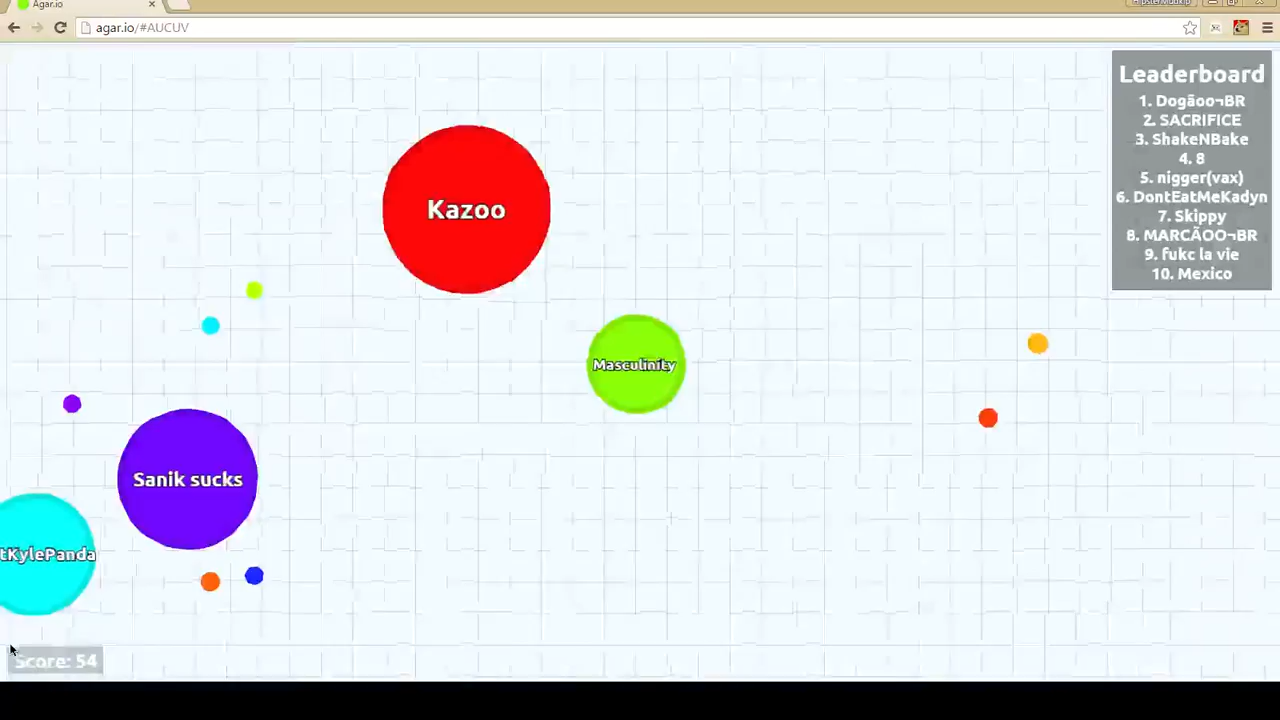 Agar.io
agar.io/#AUCUV
Leaderboard
1. Dogãoo¬BR
2. SACRIFICE
3. ShakeNBake
4. 8
5. nigger(vax)
6. DontEatMeKadyn
7. Skippy
8. MARCÃOO¬BR
9. fukc la vie
10. Mexico
Kazoo
Masculinity
Sanik sucks
tKylePanda
Score: 54